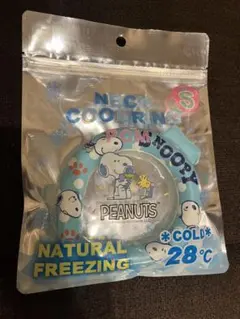 NECK
COOL RING
S
SNOOPY
PEANUTS
*COLD*
28℃
NATURAL
FREEZING